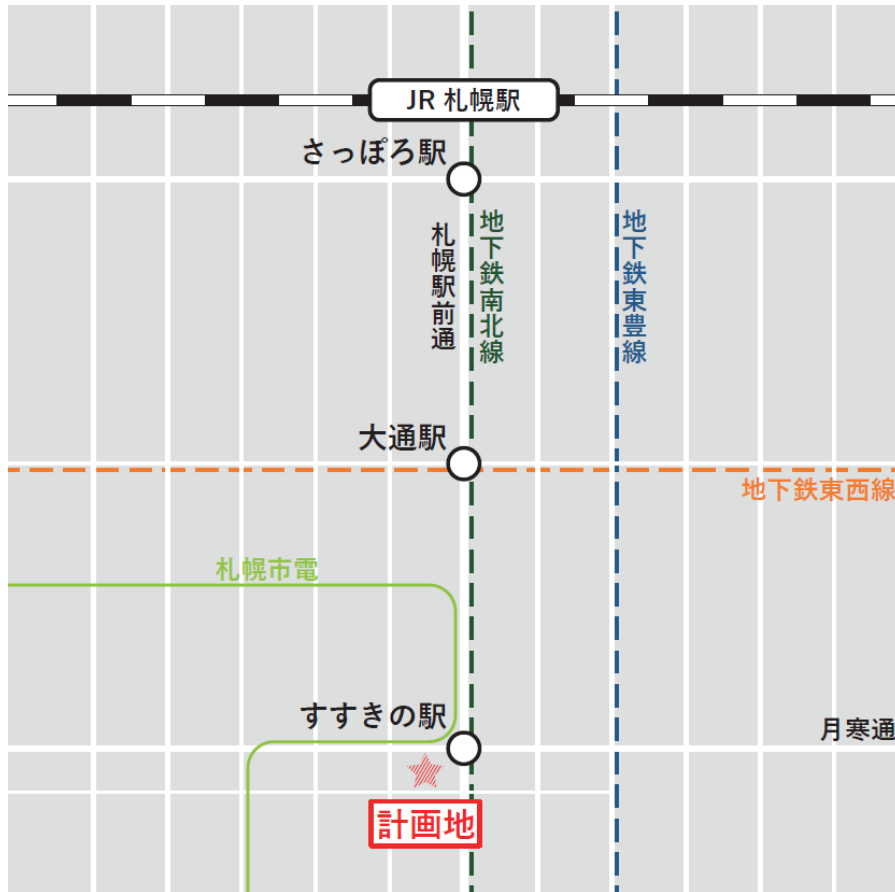 JR 札幌駅
さっぽろ駅
札幌駅前通
地下鉄南北線
地下鉄東豊線
大通駅
地下鉄東西線
札幌市電
すすきの駅
月寒通
計画地